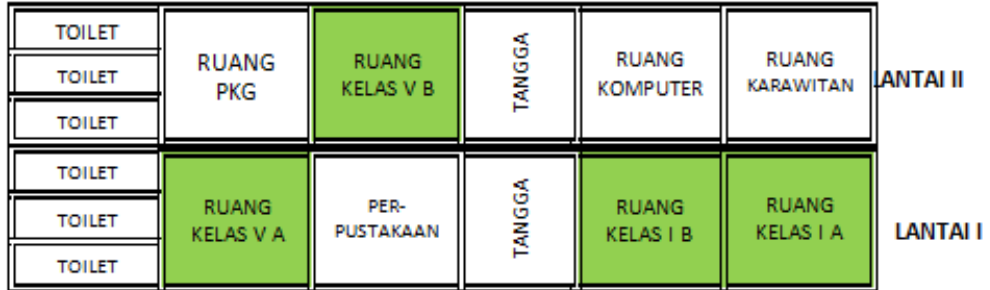 TOILET
TOILET
TOILET
RUANG
PKG
RUANG
KELAS V B
TANGGA
RUANG
KOMPUTER
RUANG
KARAWITAN
LANTAI II
TOILET
TOILET
TOILET
RUANG
KELAS V A
PER-
PUSTAKAAN
TANGGA
RUANG
KELAS I B
RUANG
KELAS I A
LANTAI I